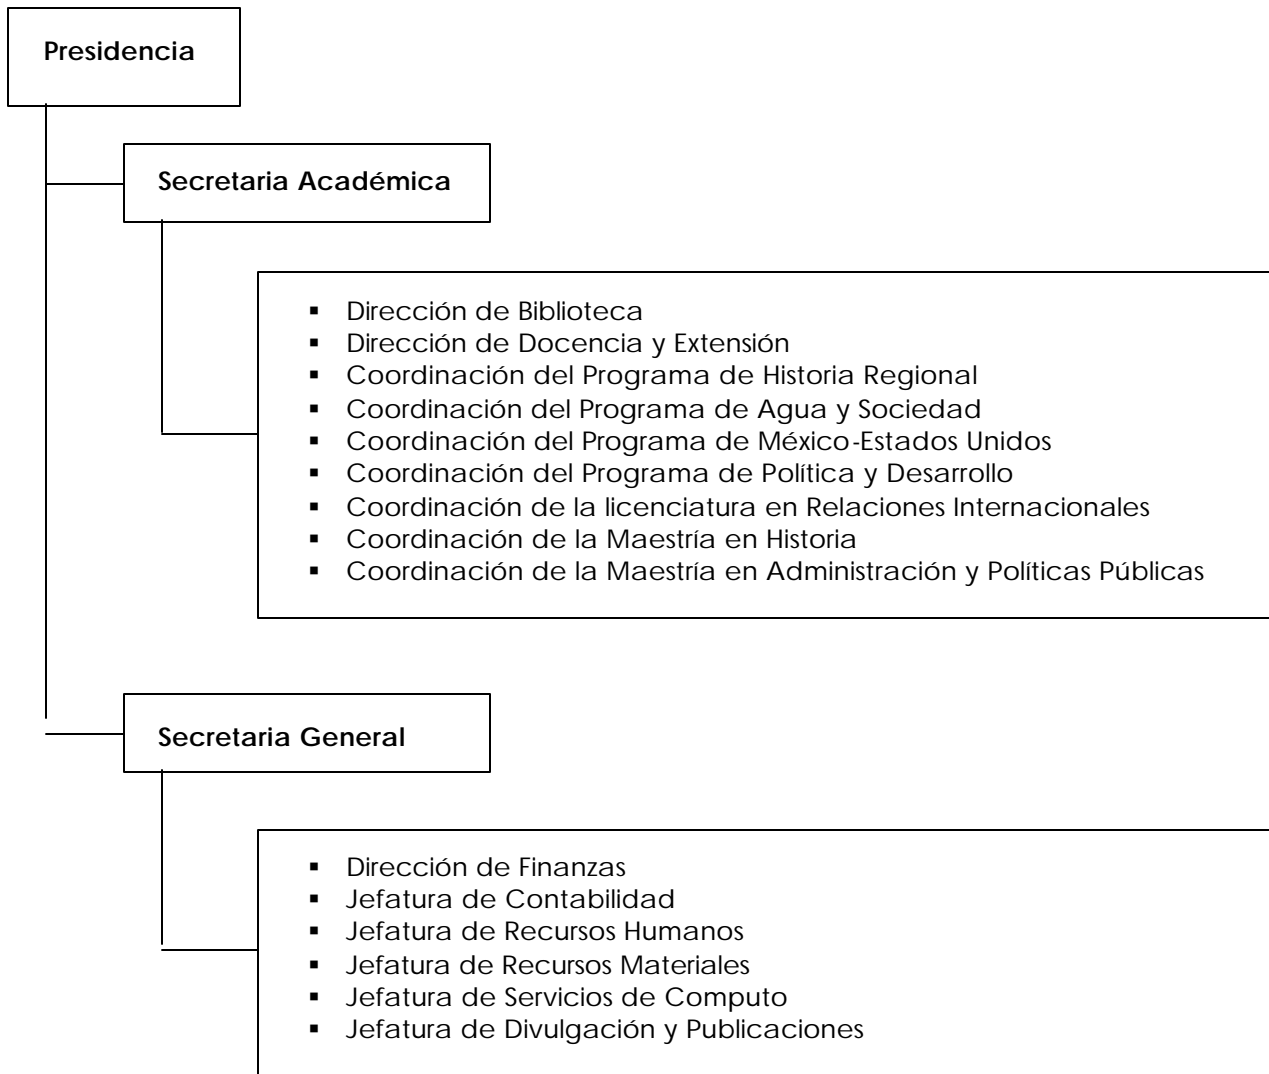 Presidencia
Secretaria Académica
▪ Dirección de Biblioteca
▪ Dirección de Docencia y Extensión
▪ Coordinación del Programa de Historia Regional
▪ Coordinación del Programa de Agua y Sociedad
▪ Coordinación del Programa de México-Estados Unidos
▪ Coordinación del Programa de Política y Desarrollo
▪ Coordinación de la licenciatura en Relaciones Internacionales
▪ Coordinación de la Maestría en Historia
▪ Coordinación de la Maestría en Administración y Políticas Públicas
Secretaria General
▪ Dirección de Finanzas
▪ Jefatura de Contabilidad
▪ Jefatura de Recursos Humanos
▪ Jefatura de Recursos Materiales
▪ Jefatura de Servicios de Computo
▪ Jefatura de Divulgación y Publicaciones